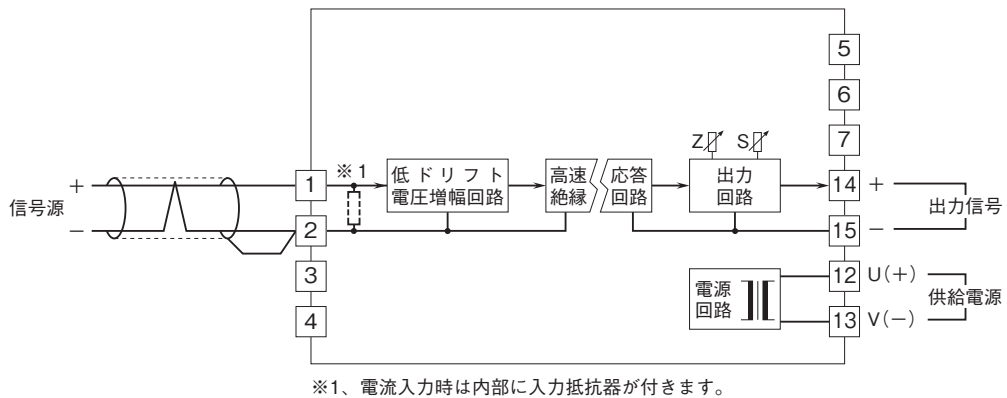 信号源
+
−
1
2
3
4
※1
低ドリフト
電圧増幅回路
高速
絶縁
応答
回路
Z
S
出力
回路
5
6
7
14
+
15
−
出力信号
電源
回路
12
U(+)
13
V(−)
供給電源
※1、電流入力時は内部に入力抵抗器が付きます。